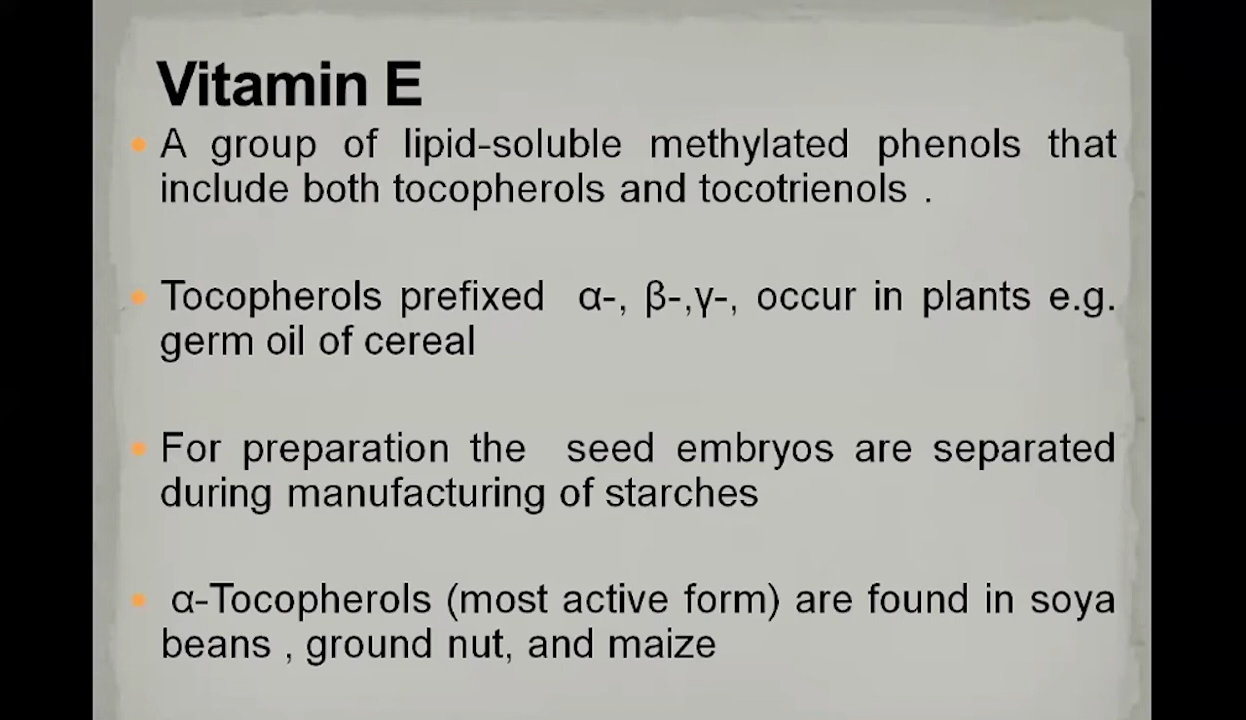 Vitamin E
• A group of lipid-soluble methylated phenols that
include both tocopherols and tocotrienols .
• Tocopherols prefixed α-, β-,γ-, occur in plants e.g.
germ oil of cereal
• For preparation the seed embryos are separated
during manufacturing of starches
• α-Tocopherols (most active form) are found in soya
beans , ground nut, and maize